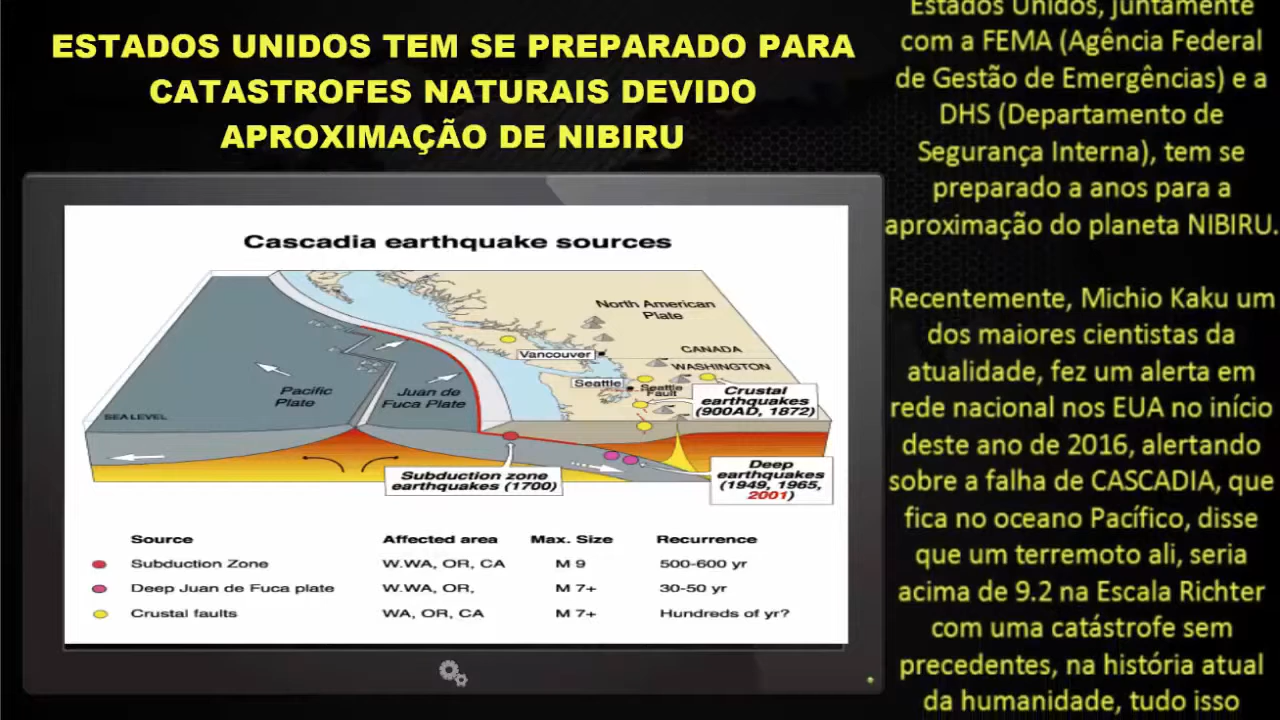 ESTADOS UNIDOS TEM SE PREPARADO PARA
CATASTROFES NATURAIS DEVIDO
APROXIMAÇÃO DE NIBIRU
Cascadia earthquake sources
North American
Plate
CANADA
Vancouver
WASHINGTON
Seattle
Seattle
Fault
Pacific
Plate
Juan de
Fuca Plate
Crustal
earthquakes
(900AD, 1872)
SEA LEVEL
Subduction zone
earthquakes (1700)
Deep
earthquakes
(1949, 1965,
2001)
Source Affected area Max. Size Recurrence
Subduction Zone W.WA, OR, CA M 9 500-600 yr
Deep Juan de Fuca plate W.WA, OR, M 7+ 30-50 yr
Crustal faults WA, OR, CA M 7+ Hundreds of yr?
Estados Unidos, juntamente
com a FEMA (Agência Federal
de Gestão de Emergências) e a
DHS (Departamento de
Segurança Interna), tem se
preparado a anos para a
aproximação do planeta NIBIRU.
Recentemente, Michio Kaku um
dos maiores cientistas da
atualidade, fez um alerta em
rede nacional nos EUA no início
deste ano de 2016, alertando
sobre a falha de CASCADIA, que
fica no oceano Pacífico, disse
que um terremoto ali, seria
acima de 9.2 na Escala Richter
com uma catástrofe sem
precedentes, na história atual
da humanidade, tudo isso